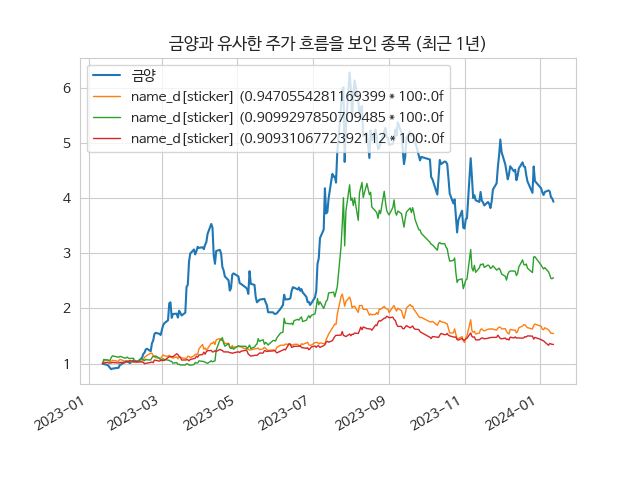 금양과 유사한 주가 흐름을 보인 종목 (최근 1년)
금양
name_d[sticker] (0.9470554281169399 * 100:.0f
name_d[sticker] (0.9099297850709485 * 100:.0f
name_d[sticker] (0.9093106772392112 * 100:.0f
6
5
4
3
2
1
2023-01
2023-03
2023-05
2023-07
2023-09
2023-11
2024-01